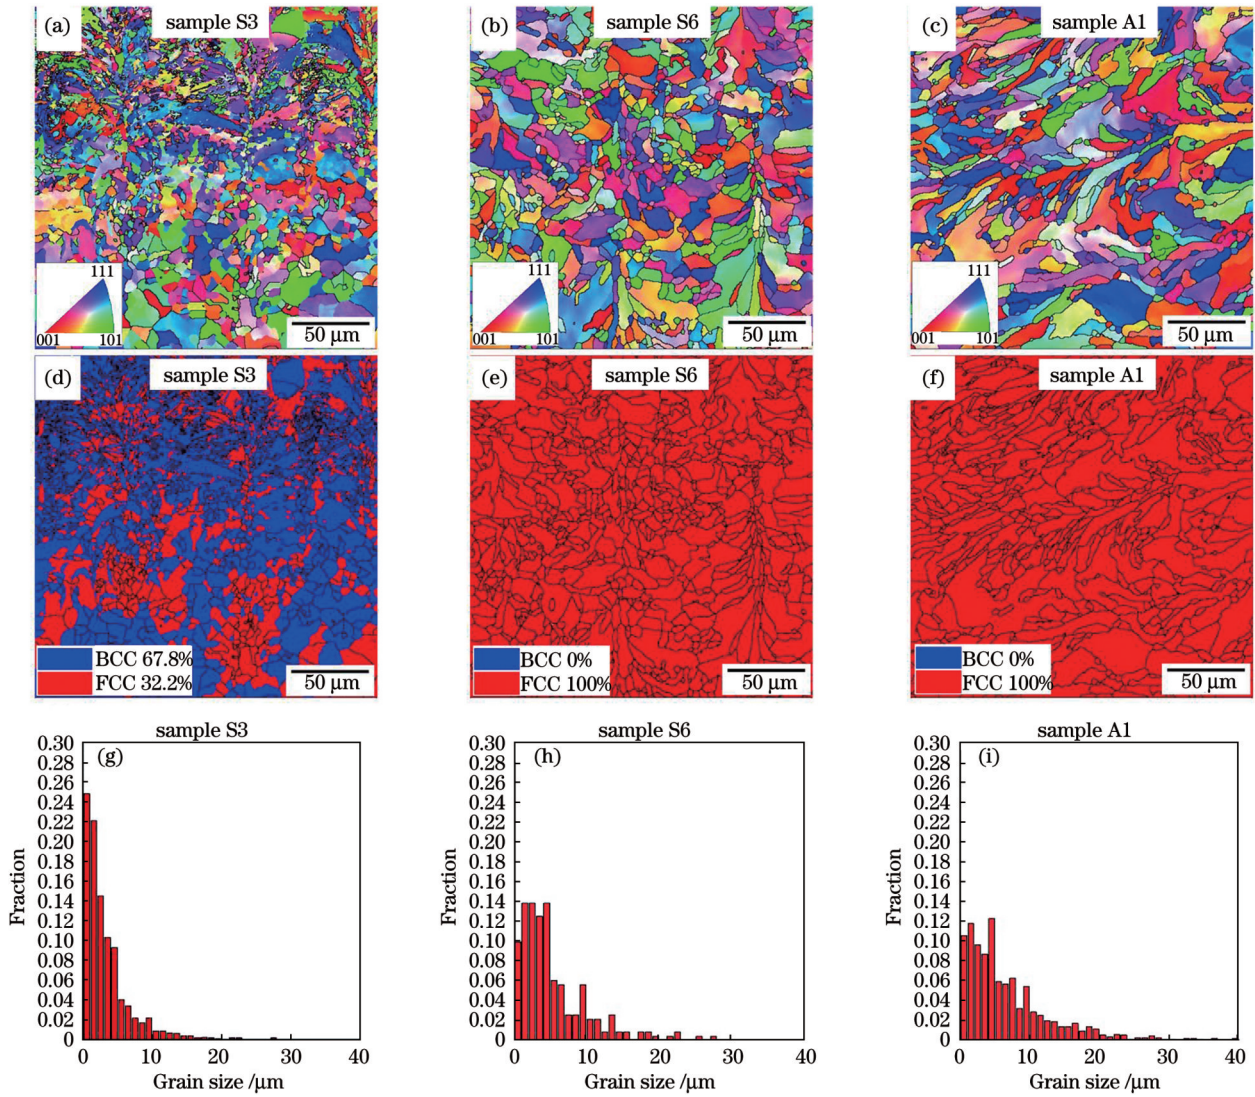 (a) sample S3
111
001 101
50 μm
(b) sample S6
111
001 101
50 μm
(c) sample A1
111
001 101
50 μm
(d) sample S3
BCC 67.8%
FCC 32.2%
50 μm
(e) sample S6
BCC 0%
FCC 100%
50 μm
(f) sample A1
BCC 0%
FCC 100%
50 μm
sample S3
(g)
Fraction
0.30
0.28
0.26
0.24
0.22
0.20
0.18
0.16
0.14
0.12
0.10
0.08
0.06
0.04
0.02
0
0 10 20 30 40
Grain size /μm
sample S6
(h)
Fraction
0.30
0.28
0.26
0.24
0.22
0.20
0.18
0.16
0.14
0.12
0.10
0.08
0.06
0.04
0.02
0
0 10 20 30 40
Grain size /μm
sample A1
(i)
Fraction
0.30
0.28
0.26
0.24
0.22
0.20
0.18
0.16
0.14
0.12
0.10
0.08
0.06
0.04
0.02
0
0 10 20 30 40
Grain size /μm